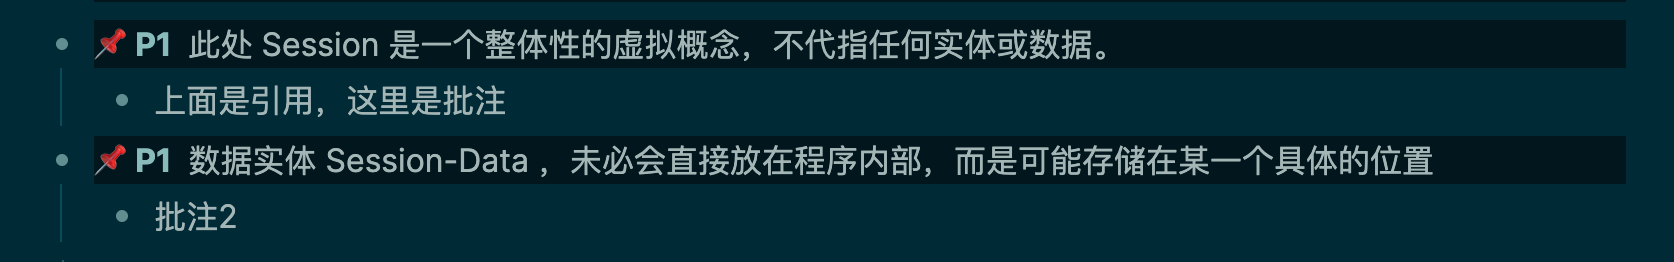 📌 P1 此处 Session 是一个整体性的虚拟概念，不代指任何实体或数据。
上面是引用，这里是批注
📌 P1 数据实体 Session-Data ，未必会直接放在程序内部，而是可能存储在某一个具体的位置
批注2